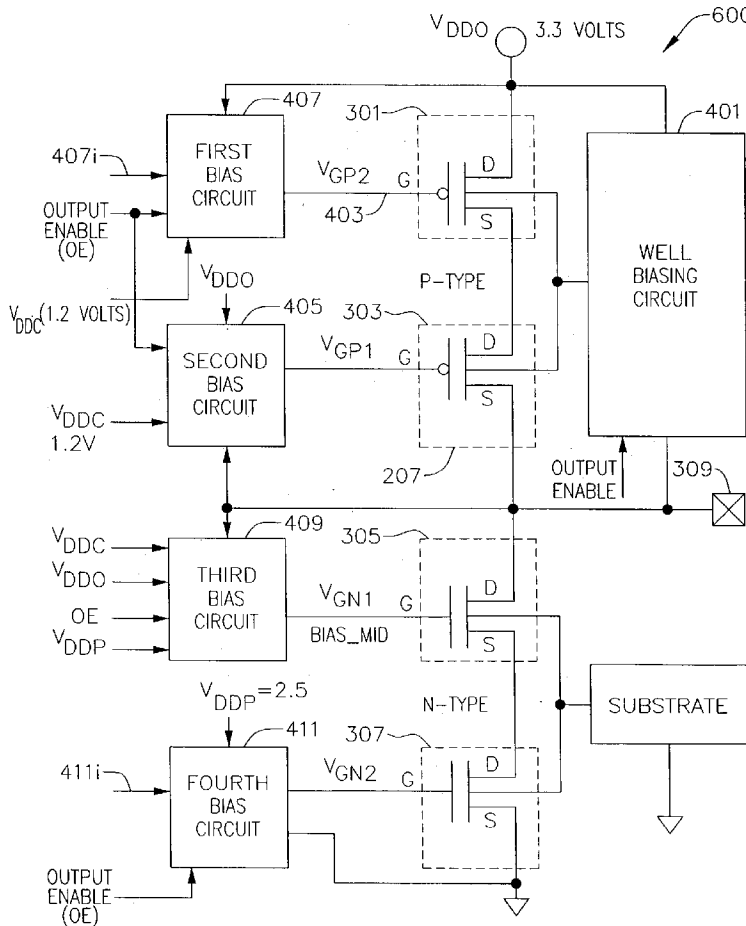 600
V_DDO 3.3 VOLTS
407
301
401
407i
FIRST
BIAS
CIRCUIT
V_GP2 G D
403
S
OUTPUT
ENABLE
(OE)
WELL
BIASING
CIRCUIT
V_DDC (1.2 VOLTS)
V_DDO
P-TYPE
405
303
SECOND
BIAS
CIRCUIT
V_GP1 G D
S
V_DDC
1.2V
207
OUTPUT
ENABLE
309
409
305
V_DDC
V_DDO
OE
V_DDP
THIRD
BIAS
CIRCUIT
V_GN1 G D
BIAS_MID
S
V_DDP=2.5
N-TYPE
SUBSTRATE
411
307
411i
FOURTH
BIAS
CIRCUIT
V_GN2 G D
S
OUTPUT
ENABLE
(OE)